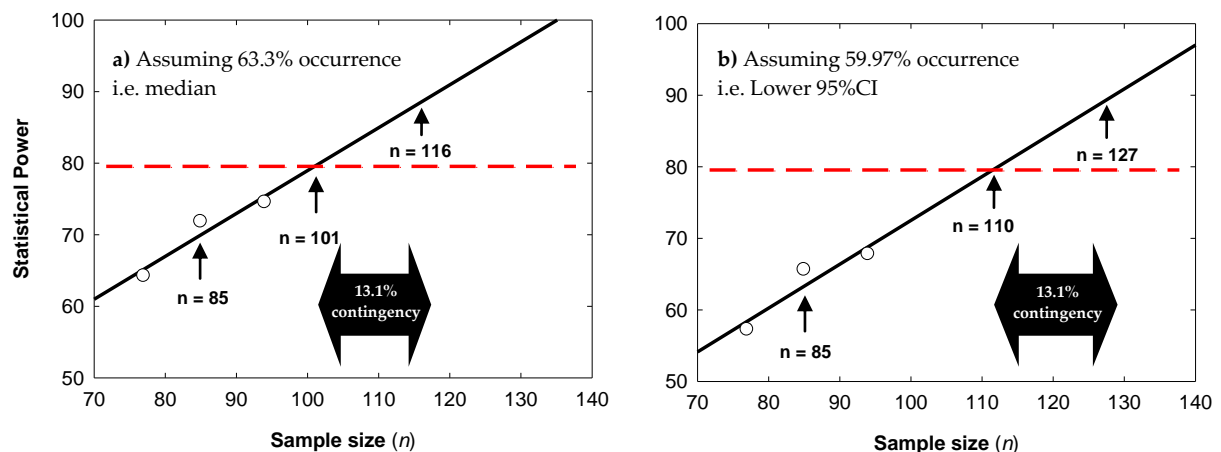 Statistical Power
100
90
80
70
60
50
a) Assuming 63.3% occurrence
i.e. median
n = 116
n = 101
n = 85
13.1%
contingency
70 80 90 100 110 120 130 140
Sample size (n)
100
90
80
70
60
50
b) Assuming 59.97% occurrence
i.e. Lower 95%CI
n = 127
n = 110
n = 85
13.1%
contingency
70 80 90 100 110 120 130 140
Sample size (n)